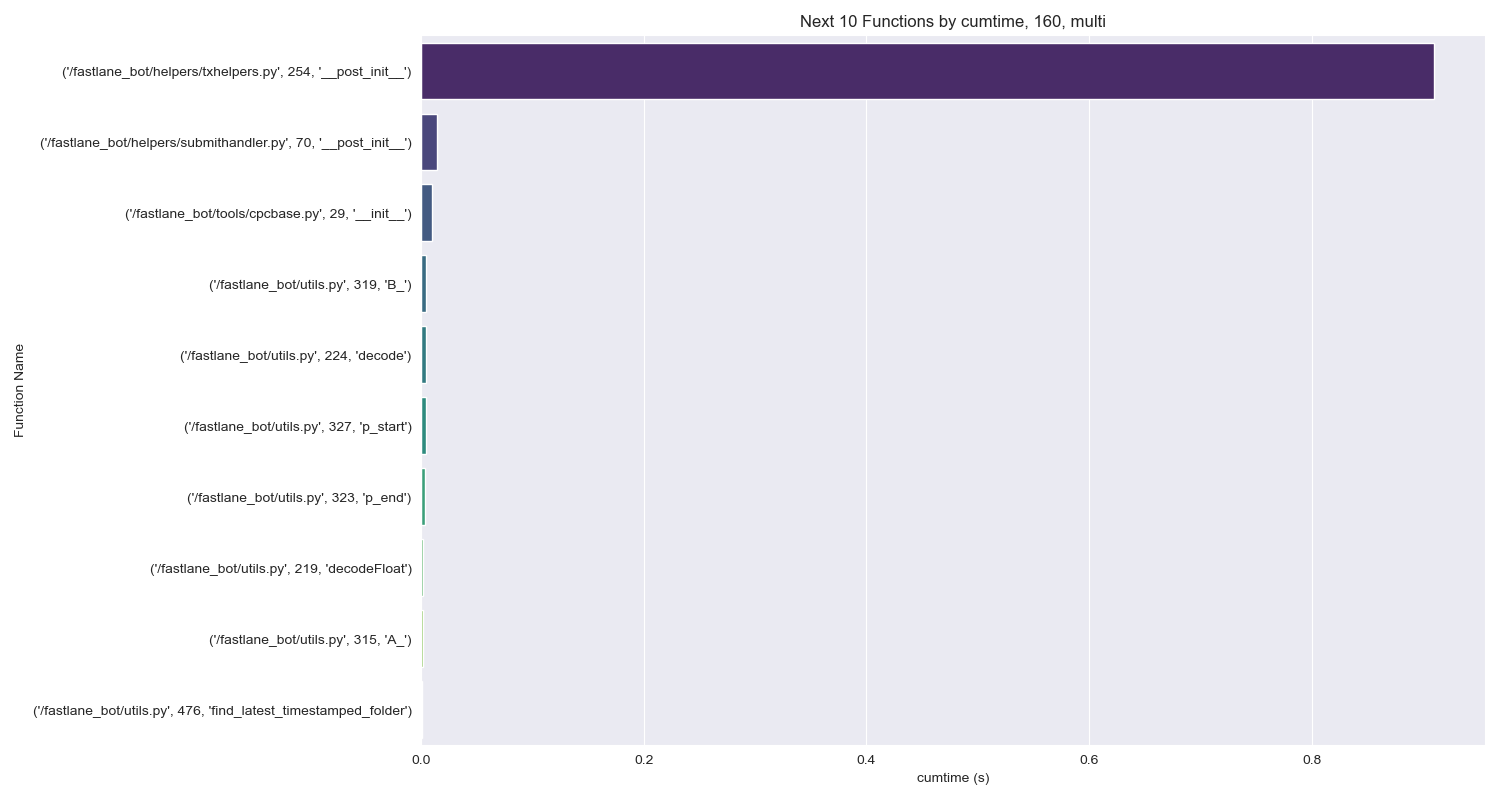 Next 10 Functions by cumtime, 160, multi
('/fastlane_bot/helpers/txhelpers.py', 254, '__post_init__')
('/fastlane_bot/helpers/submithandler.py', 70, '__post_init__')
('/fastlane_bot/tools/cpcbase.py', 29, '__init__')
('/fastlane_bot/utils.py', 319, 'B_')
('/fastlane_bot/utils.py', 224, 'decode')
('/fastlane_bot/utils.py', 327, 'p_start')
('/fastlane_bot/utils.py', 323, 'p_end')
('/fastlane_bot/utils.py', 219, 'decodeFloat')
('/fastlane_bot/utils.py', 315, 'A_')
('/fastlane_bot/utils.py', 476, 'find_latest_timestamped_folder')
Function Name
0.0 0.2 0.4 0.6 0.8
cumtime (s)